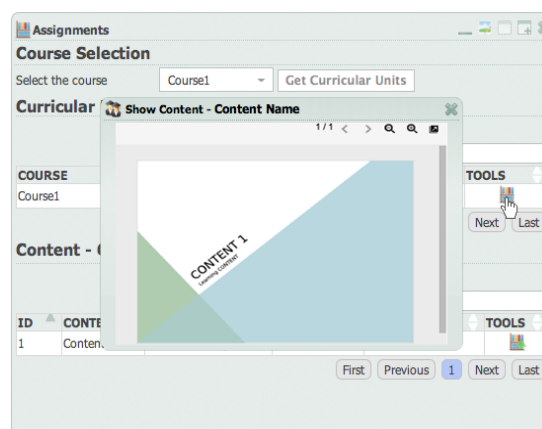 Assignments
Course Selection
Select the course Course1 Get Curricular Units
Curricular
Show Content - Content Name
1/1
COURSE TOOLS
Course1
Next Last
CONTENT 1
Learning CONTENT
Content -
ID CONTE TOOLS
1 Content
First Previous 1 Next Last